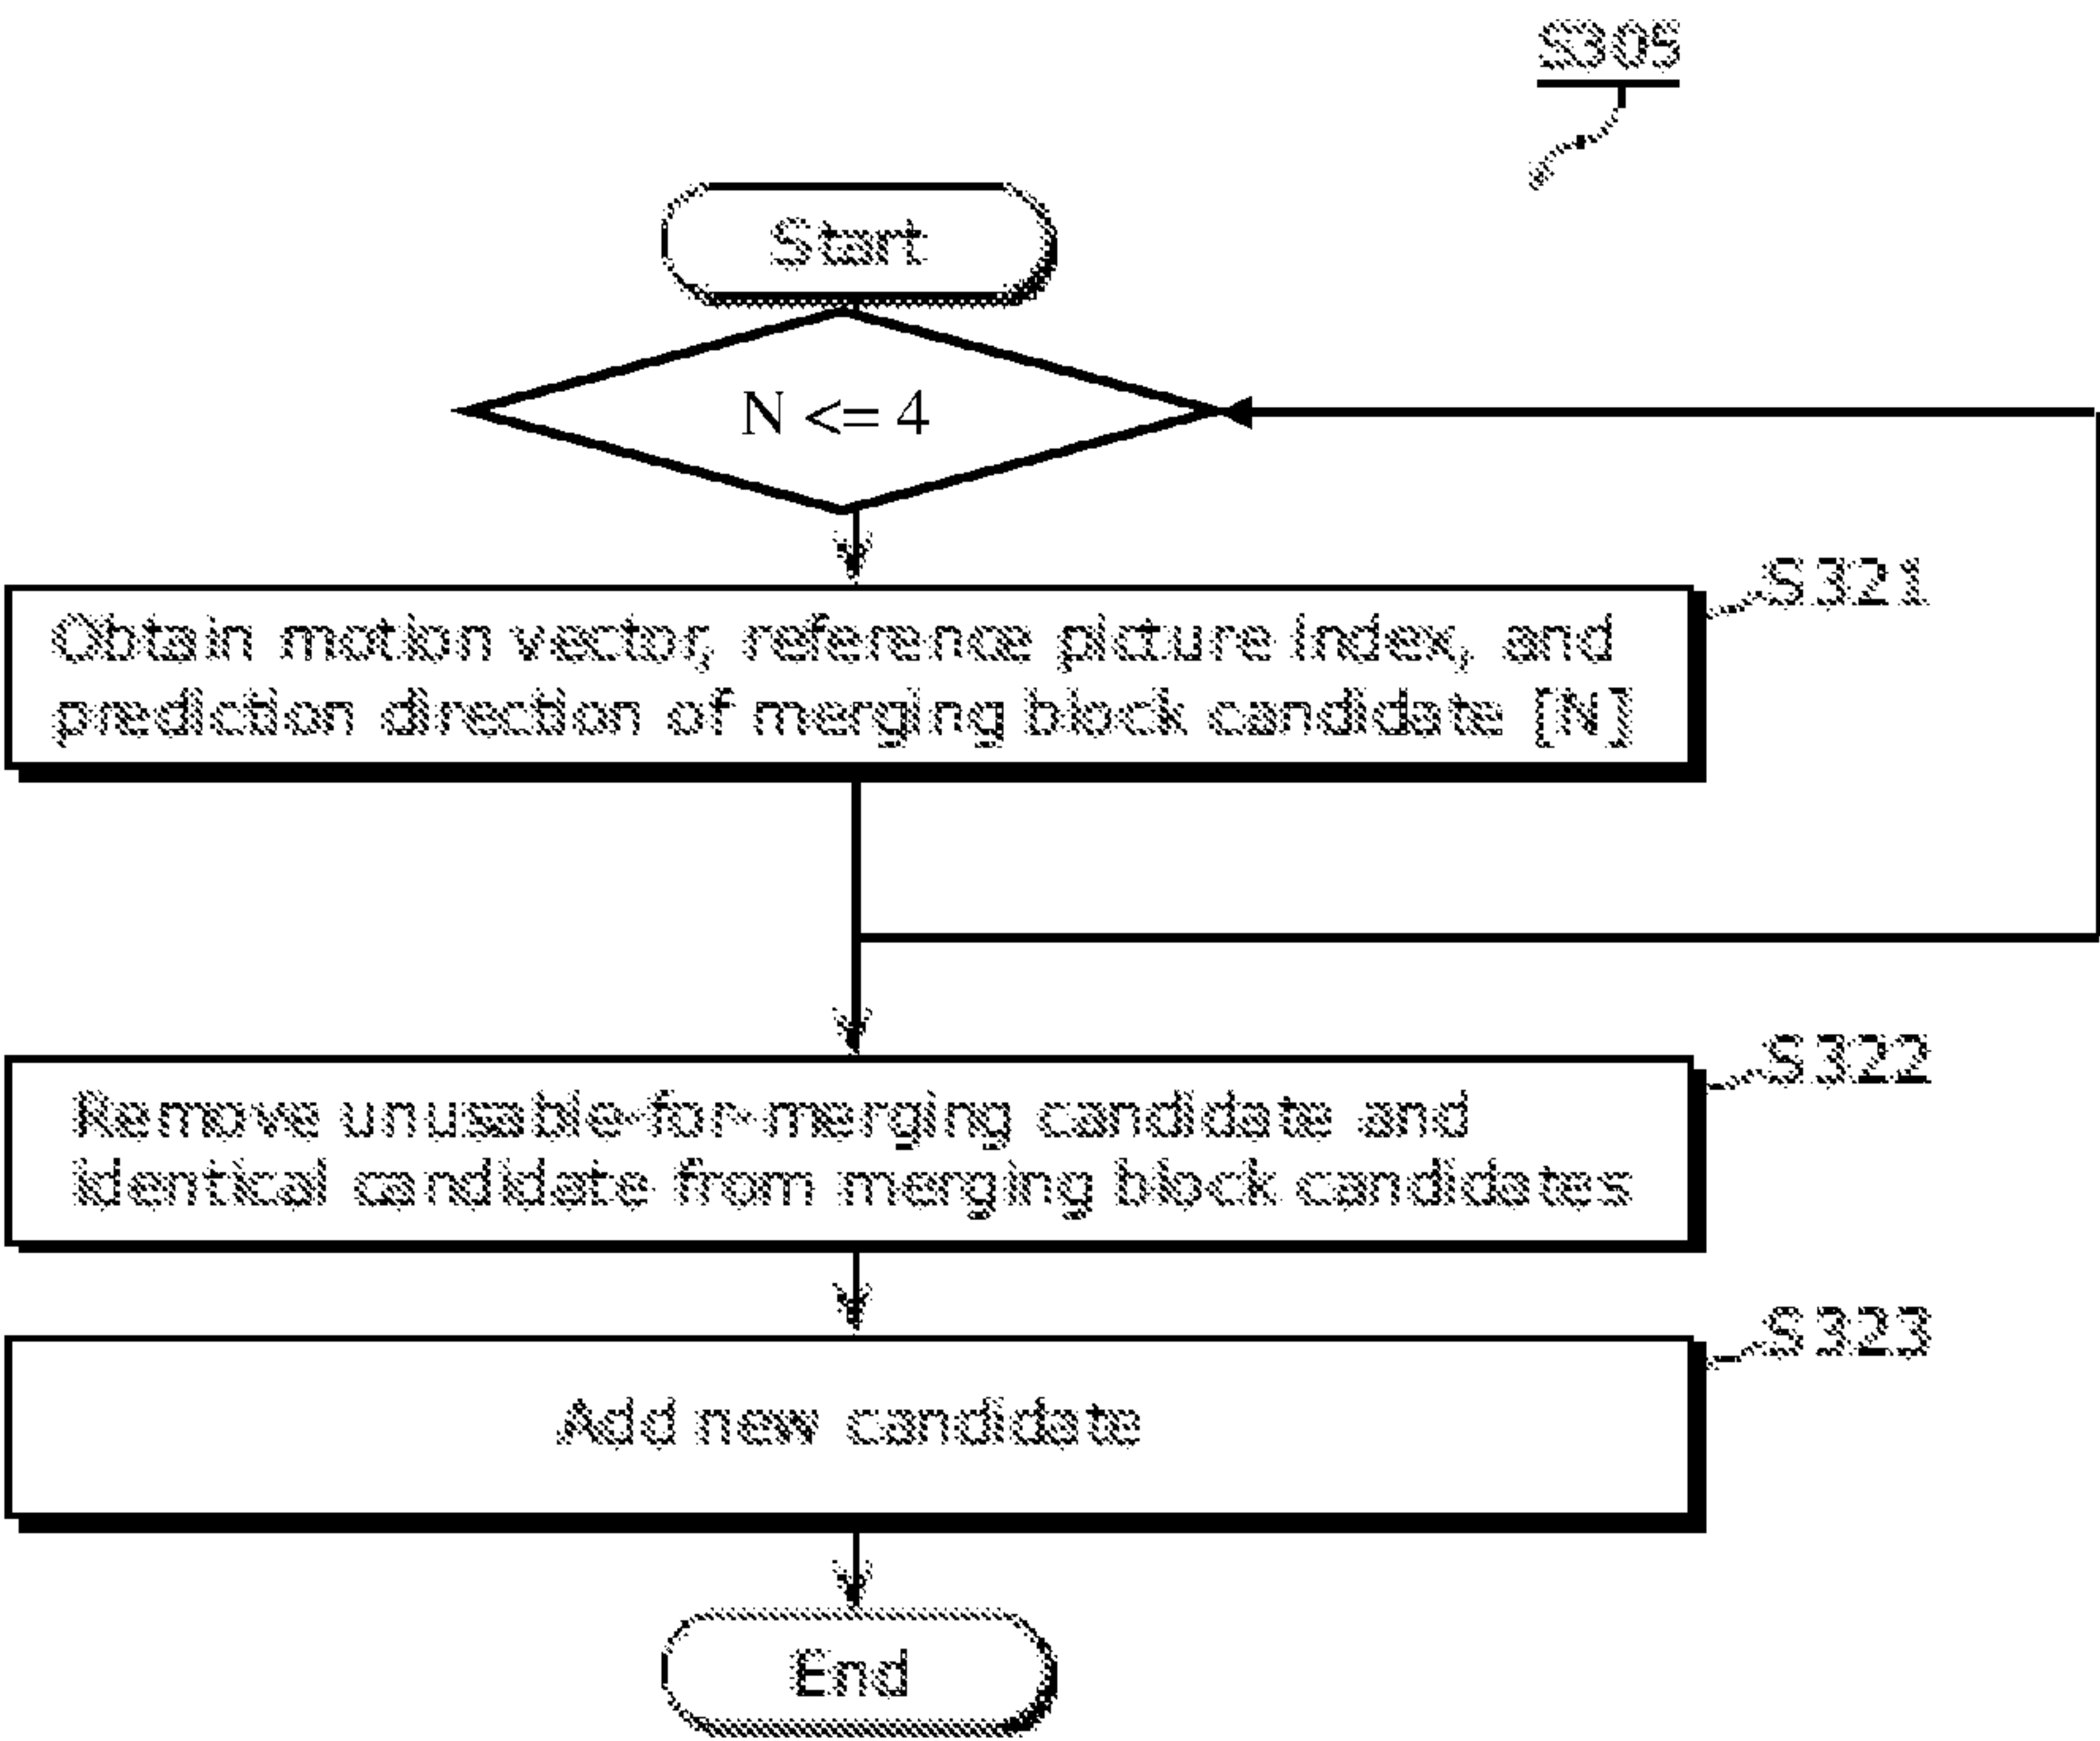 S305
Start
N <= 4
S321
Obtain motion vector, reference picture index, and
prediction direction of merging block candidate [N]
S322
Remove unusable-for-merging candidate and
identical candidate from merging block candidates
S323
Add new candidate
End